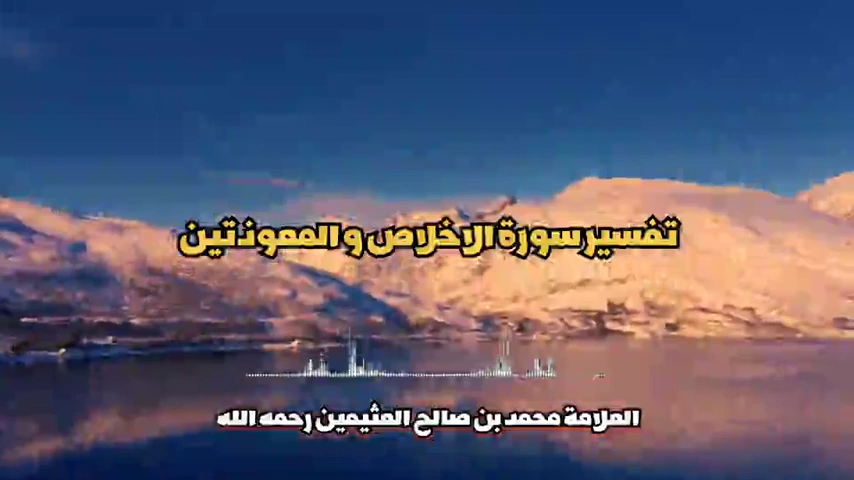 تفسير سورة الاخلاص و المعوذتين
العلامة محمد بن صالح العثيمين رحمه الله